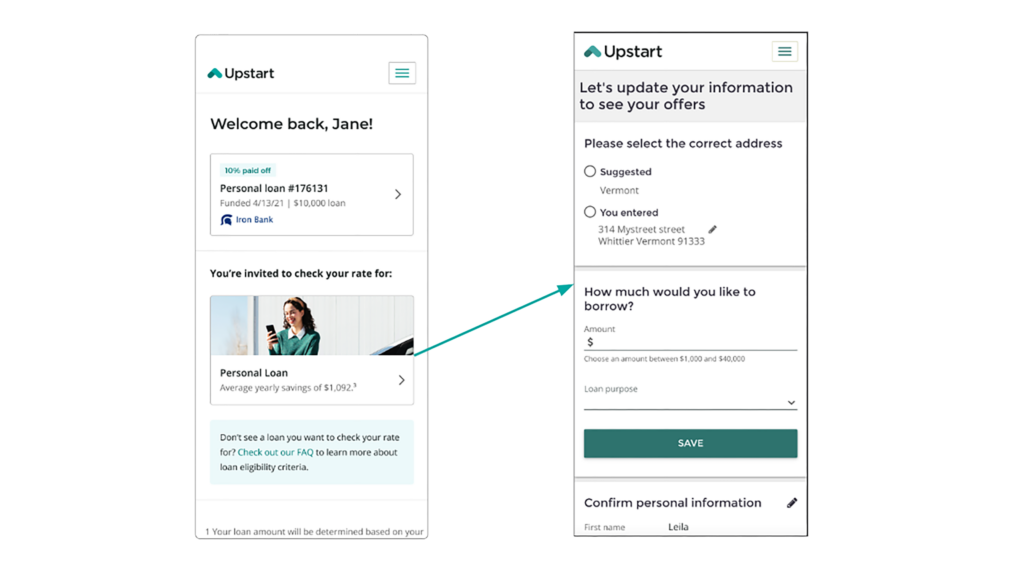 Upstart
Welcome back, Jane!
10% paid off
Personal loan #176131
Funded 4/13/21 | $10,000 loan
Iron Bank
You're invited to check your rate for:
Personal Loan
Average yearly savings of $1,092.³
Don't see a loan you want to check your rate
for? Check out our FAQ to learn more about
loan eligibility criteria.
1 Your loan amount will be determined based on your
Upstart
Let's update your information
to see your offers
Please select the correct address
Suggested
Vermont
You entered
314 Mystreet street
Whittier Vermont 91333
How much would you like to
borrow?
Amount
$
Choose an amount between $1,000 and $40,000
Loan purpose
SAVE
Confirm personal information
First name Leila